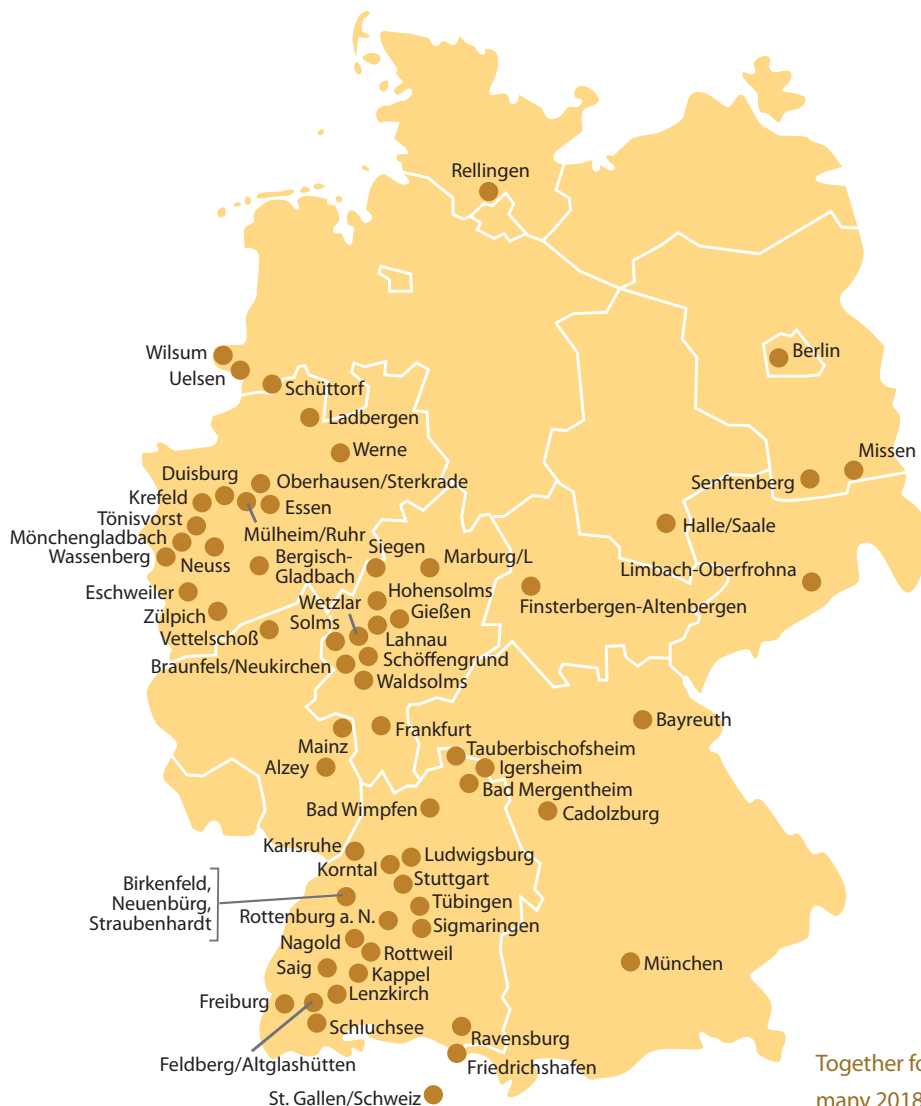 Rellingen
Wilsum
Berlin
Uelsen
Schüttorf
Ladbergen
Werne
Missen
Duisburg
Oberhausen/Sterkrade
Senftenberg
Krefeld
Essen
Tönisvorst
Halle/Saale
Mülheim/Ruhr
Mönchengladbach
Siegen
Marburg/L
Wassenberg
Neuss
Bergisch-
Gladbach
Limbach-Oberfrohna
Eschweiler
Hohensolms
Finsterbergen-Altenbergen
Wetzlar
Gießen
Zülpich
Solms
Vettelschoß
Lahnau
Schöffengrund
Braunfels/Neukirchen
Waldsolms
Bayreuth
Frankfurt
Mainz
Tauberbischofsheim
Alzey
Igersheim
Bad Mergentheim
Bad Wimpfen
Cadolzburg
Karlsruhe
Ludwigsburg
Korntal
Stuttgart
Birkenfeld,
Neuenbürg,
Straubenhardt
Tübingen
Rottenburg a. N.
Sigmaringen
Nagold
Rottweil
München
Saig
Kappel
Lenzkirch
Freiburg
Schluchsee
Ravensburg
Feldberg/Altglashütten
Friedrichshafen
Together fo
many 2018
St. Gallen/Schweiz